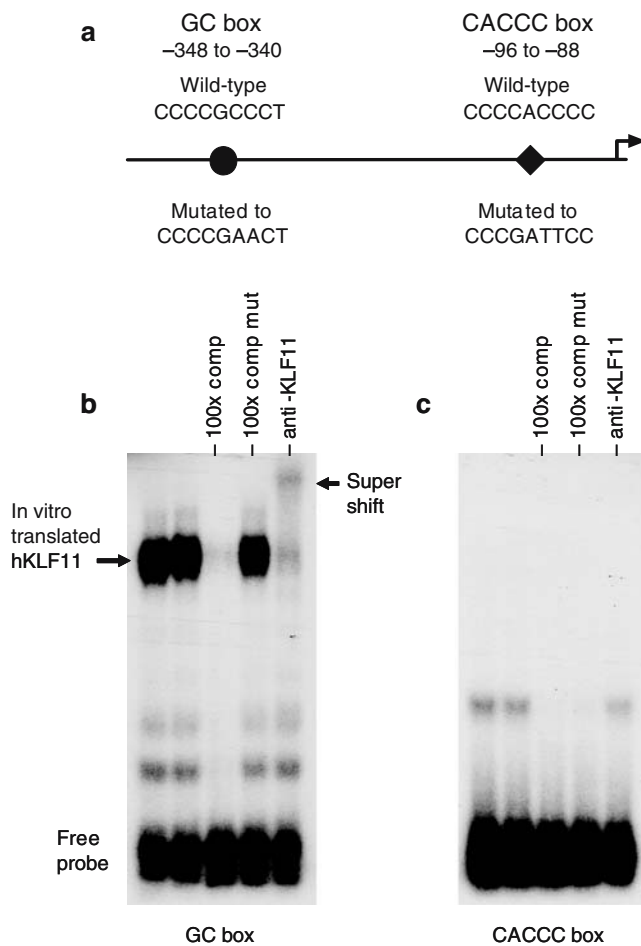 a
GC box
–348 to –340
Wild-type
CCCCGCCCT
CACCC box
–96 to –88
Wild-type
CCCCACCCC
Mutated to
CCCCGAACT
Mutated to
CCCGATTCC
b
100x comp
100x comp mut
anti-KLF11
In vitro
translated
hKLF11
Super
shift
Free
probe
GC box
c
100x comp
100x comp mut
anti-KLF11
CACCC box